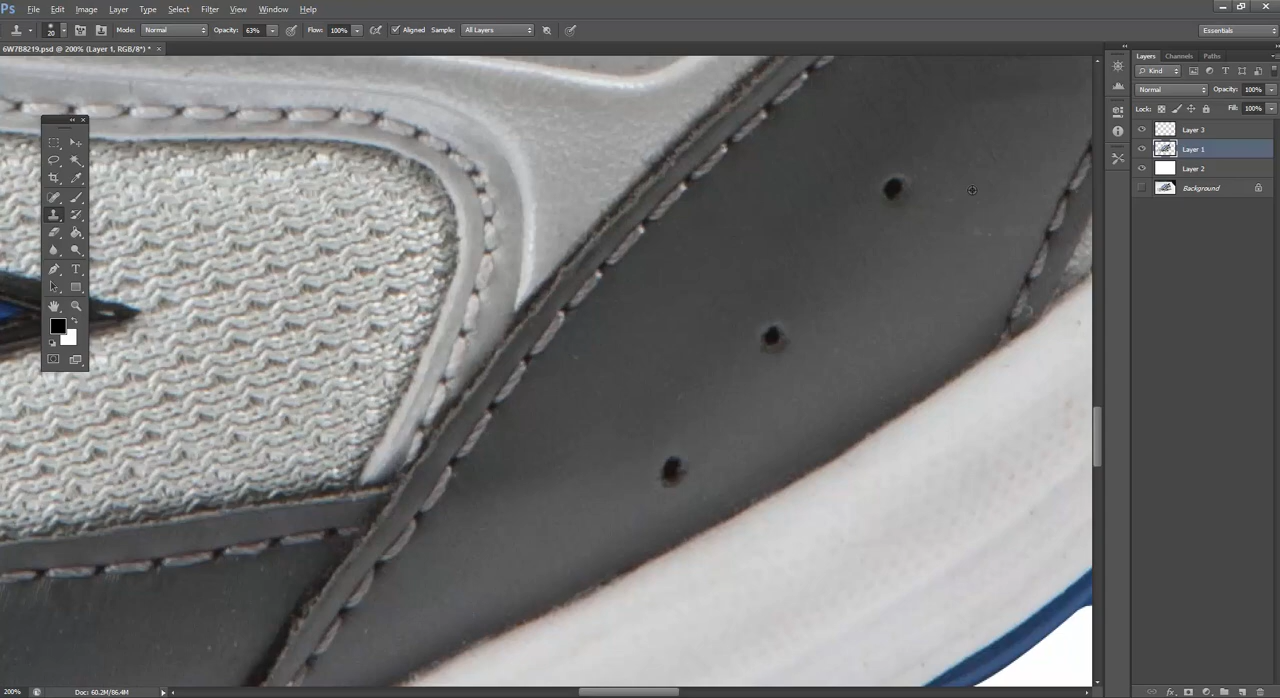 Ps File Edit Image Layer Type Select Filter View Window Help
20 Mode: Normal Opacity: 63% Flow: 100% Aligned Sample: All Layers Essentials
6W7B8219.psd @ 200% (Layer 1, RGB/8*) * ×
Layers Channels Paths
Kind
Normal Opacity: 100%
Lock: Fill: 100%
Layer 3
Layer 1
Layer 2
Background
T
200% Doc: 60.2M/86.4M
fx